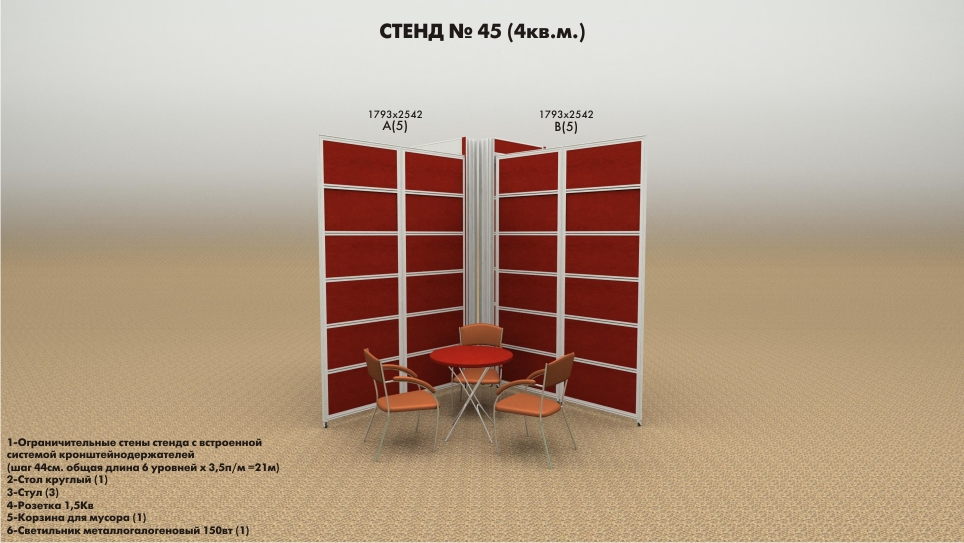 СТЕНД № 45 (4кв.м.)
1793x2542
А(5)
1793x2542
В(5)
1-Ограничительные стены стенда с встроенной
системой кронштейнодержателей
(шаг 44см. общая длина 6 уровней х 3,5п/м =21м)
2-Стол круглый (1)
3-Стул (3)
4-Розетка 1,5Кв
5-Корзина для мусора (1)
6-Светильник металлогалогеновый 150вт (1)